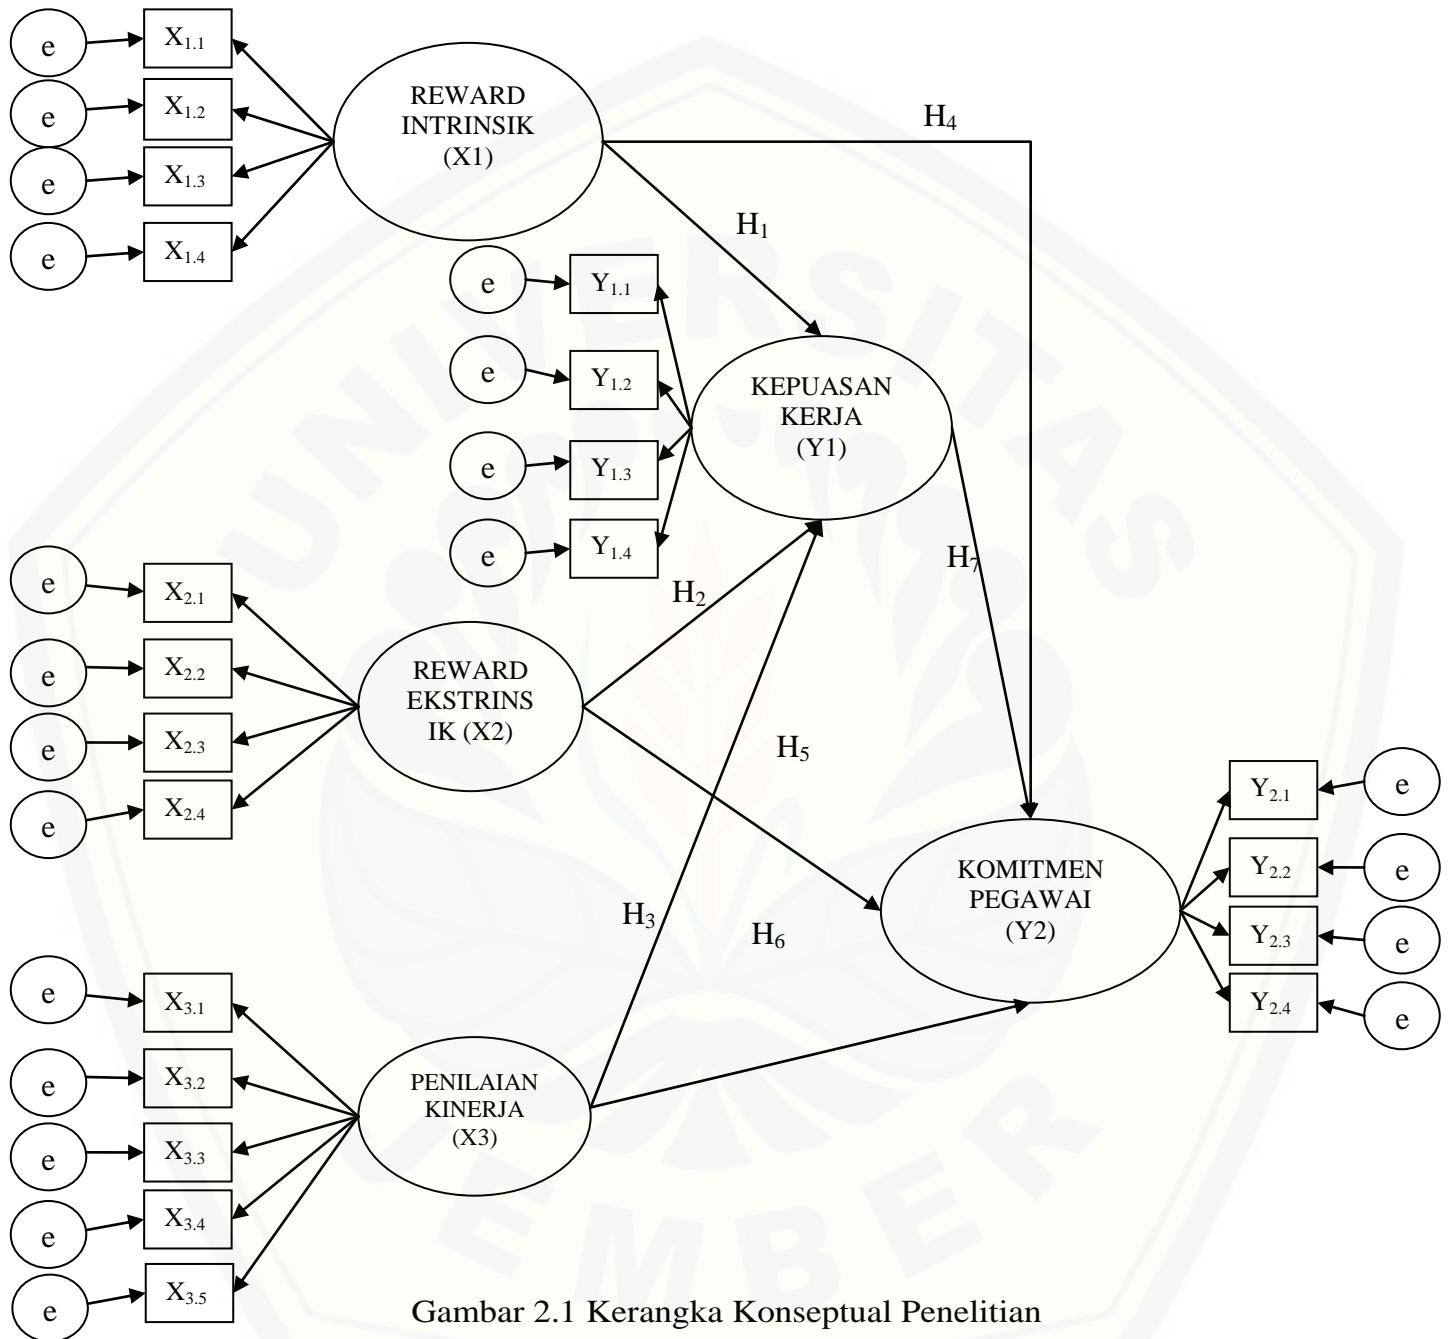 e
X1.1
e
X1.2
e
X1.3
e
X1.4
REWARD
INTRINSIK
(X1)
H4
H1
e
Y1.1
e
Y1.2
e
Y1.3
e
Y1.4
KEPUASAN
KERJA
(Y1)
H7
H2
e
X2.1
e
X2.2
e
X2.3
e
X2.4
REWARD
EKSTRINS
IK (X2)
H5
H3
H6
KOMITMEN
PEGAWAI
(Y2)
Y2.1
e
Y2.2
e
Y2.3
e
Y2.4
e
e
X3.1
e
X3.2
e
X3.3
e
X3.4
e
X3.5
PENILAIAN
KINERJA
(X3)
UNIVERSITAS
JEMBER
Gambar 2.1 Kerangka Konseptual Penelitian